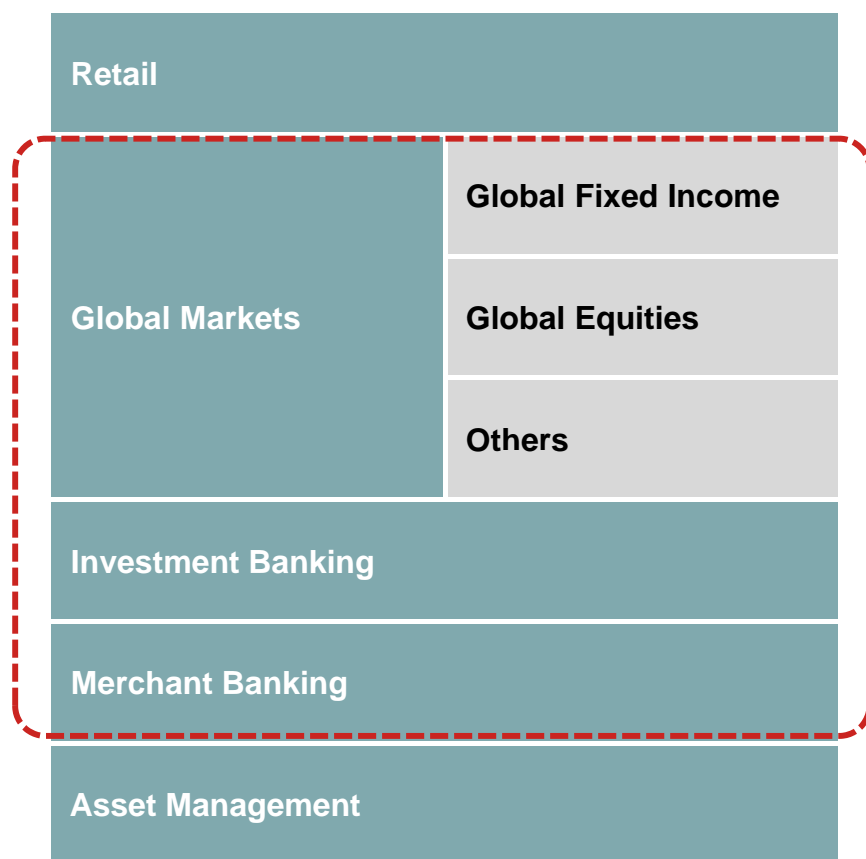 Retail
Global Markets
Global Fixed Income
Global Equities
Others
Investment Banking
Merchant Banking
Asset Management